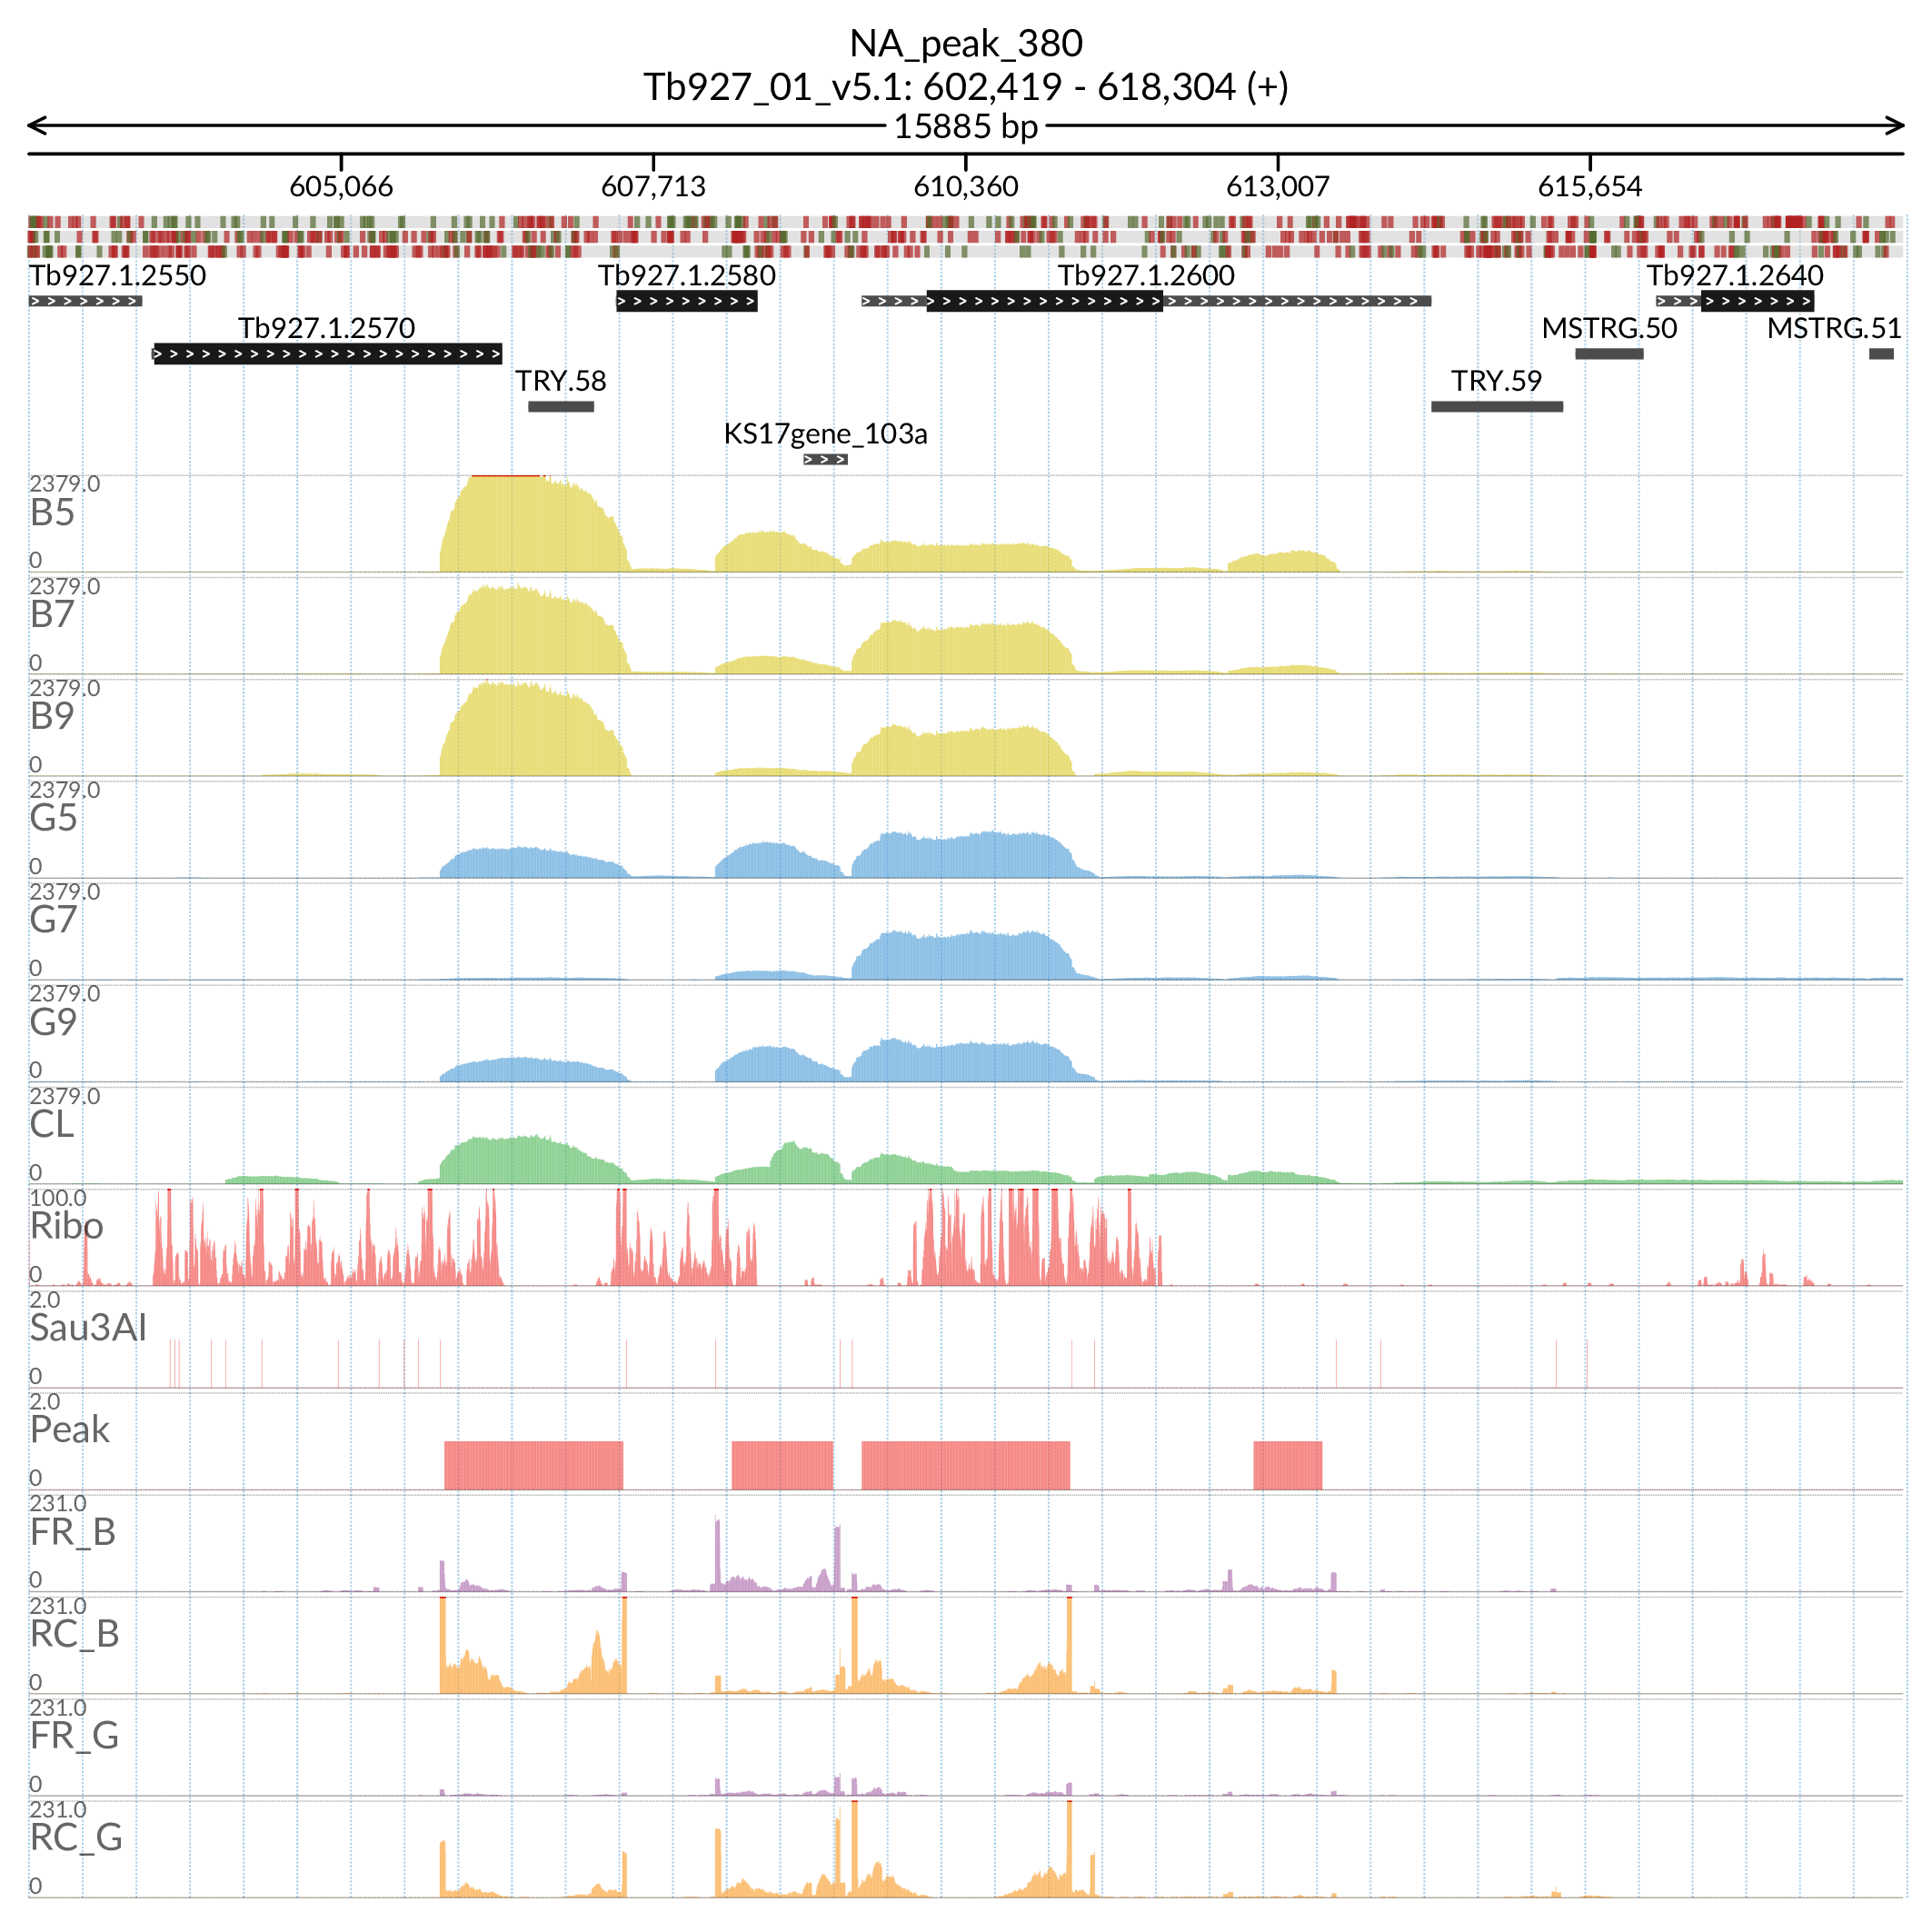 NA_peak_380
Tb927_01_v5.1: 602,419 - 618,304 (+)
15885 bp
605,066 607,713 610,360 613,007 615,654
Tb927.1.2550 Tb927.1.2580 Tb927.1.2600 Tb927.1.2640
Tb927.1.2570 MSTRG.50 MSTRG.51
TRY.58 TRY.59
KS17gene_103a
2379.0
B5
0
2379.0
B7
0
2379.0
B9
0
2379.0
G5
0
2379.0
G7
0
2379.0
G9
0
2379.0
CL
0
100.0
Ribo
0
2.0
Sau3AI
0
2.0
Peak
0
231.0
FR_B
0
231.0
RC_B
0
231.0
FR_G
0
231.0
RC_G
0